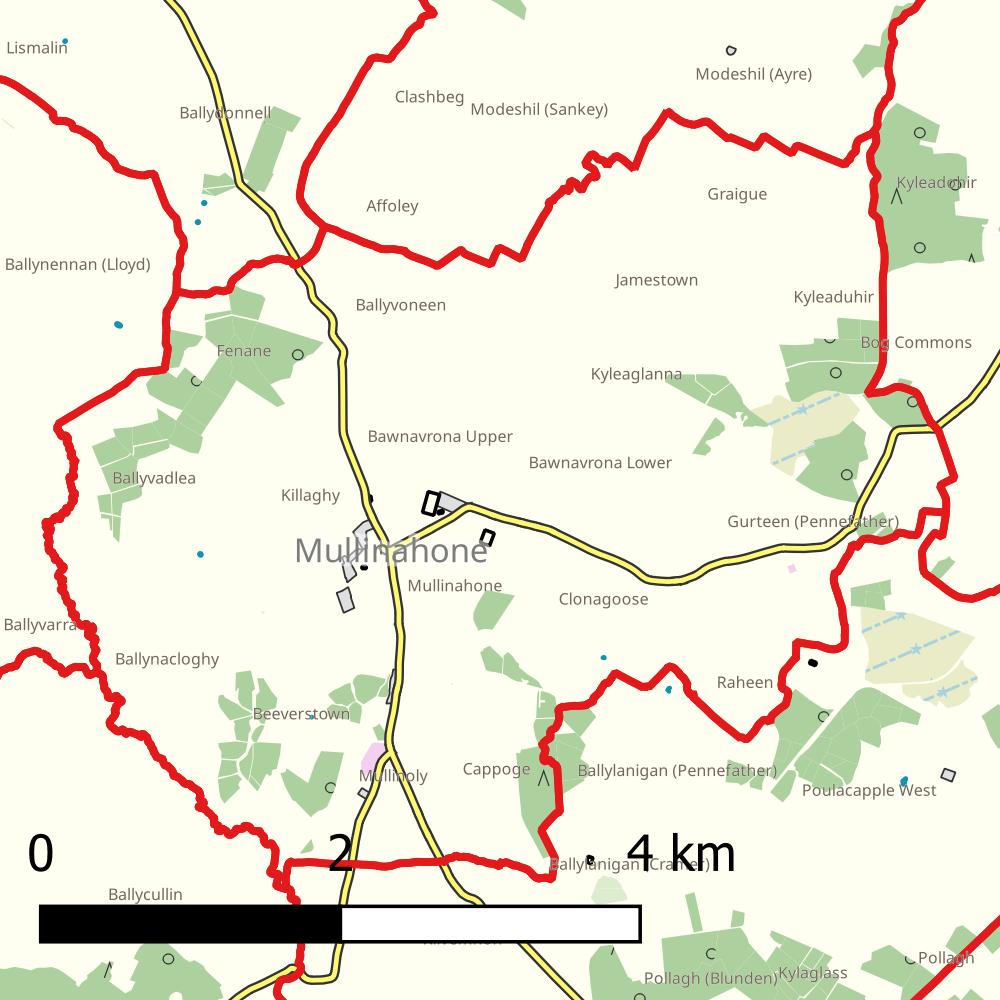 Lismalin
Modeshil (Ayre)
Clashbeg
Modeshil (Sankey)
Ballydonnell
Kyleadohir
Graigue
Affoley
Ballynennan (Lloyd)
Jamestown
Kyleaduhir
Ballyvoneen
Bog Commons
Fenane
Kyleaglanna
Bawnavrona Upper
Bawnavrona Lower
Ballyvadlea
Killaghy
Gurteen (Pennefather)
Mullinahone
Mullinahone
Clonagoose
Ballyvarra
Ballynacloghy
Raheen
Beeverstown
Cappoge
Ballylanigan (Pennefather)
Mullinoly
Poulacapple West
0 2 4 km
Ballylanigan (Cramer)
Ballycullin
Pollagh
Pollagh (Blunden)
Kylaglass